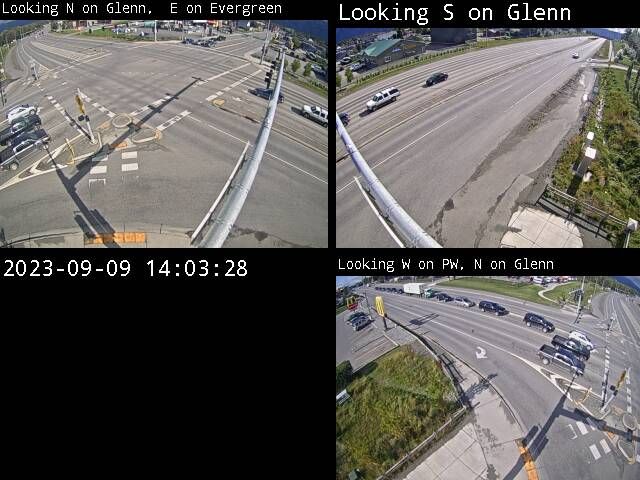 Looking N on Glenn, E on Evergreen
Looking S on Glenn
2023-09-09 14:03:28
Looking W on PW, N on Glenn